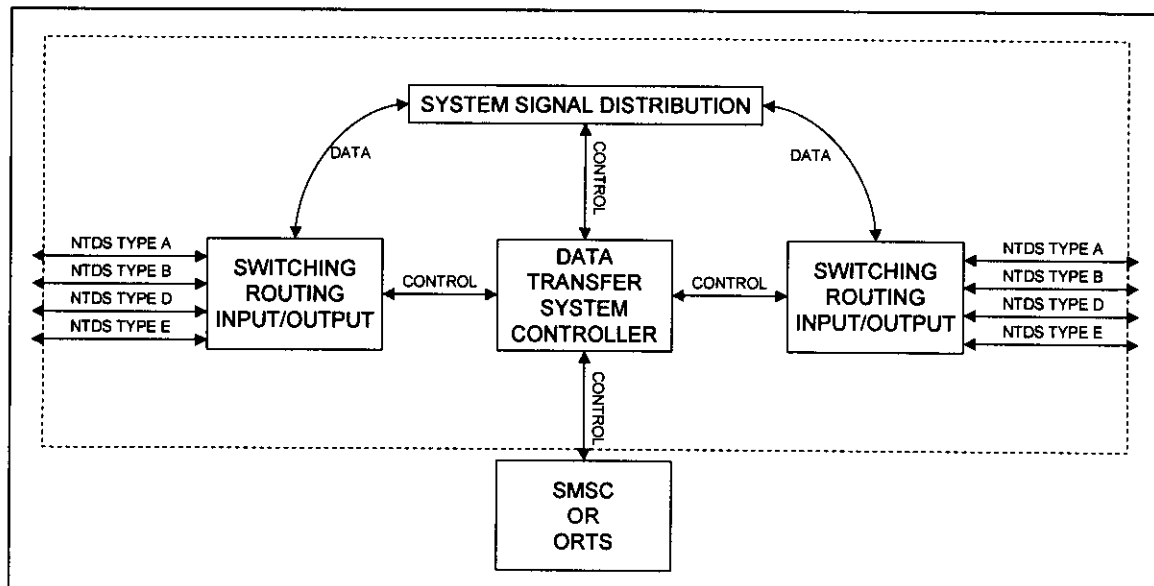 SYSTEM SIGNAL DISTRIBUTION
DATA
CONTROL
DATA
NTDS TYPE A
NTDS TYPE B
NTDS TYPE D
NTDS TYPE E
SWITCHING
ROUTING
INPUT/OUTPUT
CONTROL
DATA
TRANSFER
SYSTEM
CONTROLLER
CONTROL
SWITCHING
ROUTING
INPUT/OUTPUT
NTDS TYPE A
NTDS TYPE B
NTDS TYPE D
NTDS TYPE E
CONTROL
SMSC
OR
ORTS